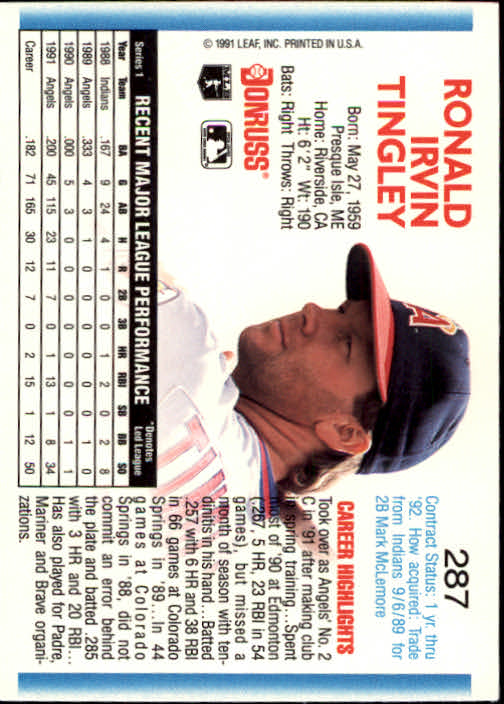 287
RONALD
IRVIN
TINGLEY
Contract Status: 1 yr. thru
'92. How acquired: Trade
from Indians 9/6/89 for
2B Mark McLemore
Born: May 27, 1959
Presque Isle, ME
Home: Riverside, CA
Ht: 6' 2" Wt: 190
Bats: Right Throws: Right
A
CAREER HIGHLIGHTS
Took over as Angels' No. 2
C in '91 after making club
in spring training...Spent
most of '90 at Edmonton
(.267, 5 HR, 23 RBI in 54
games), but missed a
month of season with ten-
dinitis in his hand...Batted
.257 with 6 HR and 38 RBI
in 66 games at Colorado
Springs in '89...In 44
games at Colorado
Springs in '88, did not
commit an error behind
the plate and batted .285
with 3 HR and 20 RBI...
Has also played for Padre,
Mariner and Brave organi-
zations.
DONRUSS
© 1991 LEAF, INC. PRINTED IN U.S.A.
Series 1 RECENT MAJOR LEAGUE PERFORMANCE *Denotes Led League
Year Team BA G AB H R 2B 3B HR RBI SB BB SO
1988 Indians .167 9 24 4 1 0 0 1 2 0 2 8
1989 Angels .333 4 3 1 0 0 0 0 0 0 1 0
1990 Angels .000 5 3 0 0 0 0 0 0 0 1 1
1991 Angels .200 45 115 23 11 7 0 1 13 1 8 34
Career .182 71 165 30 12 7 0 2 15 1 12 50